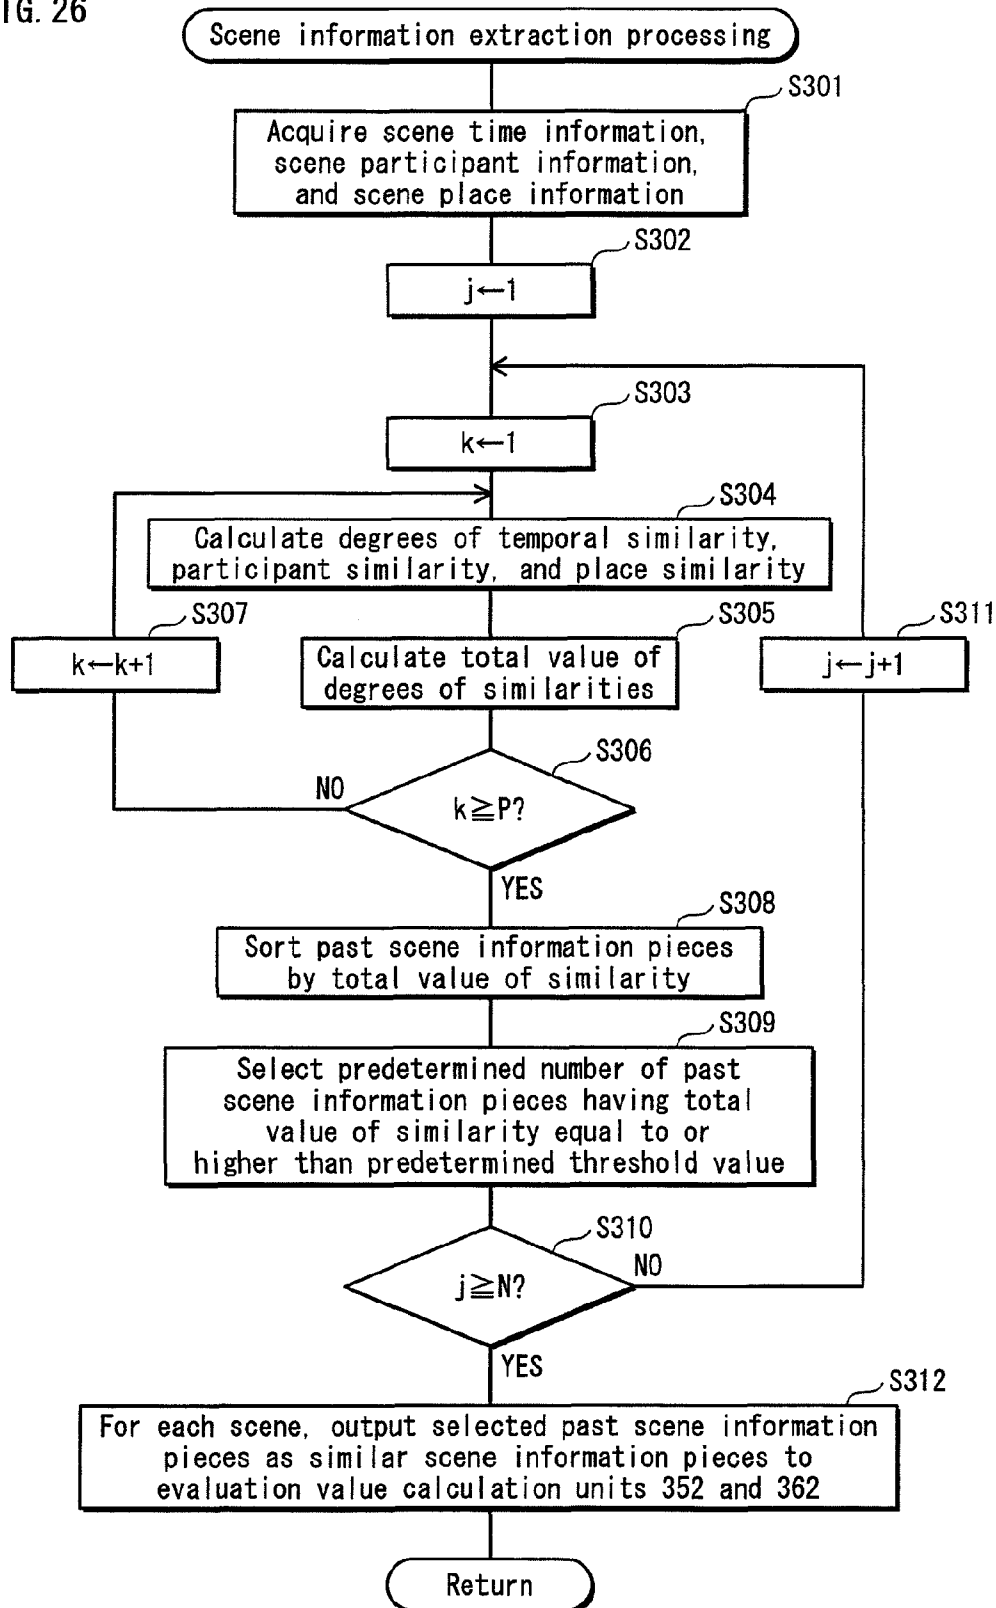 IG. 26
Scene information extraction processing
S301
Acquire scene time information,
scene participant information,
and scene place information
S302
j←1
S303
k←1
S304
Calculate degrees of temporal similarity,
participant similarity, and place similarity
S307
k←k+1
S305
Calculate total value of
degrees of similarities
S311
j←j+1
S306
NO
k≧P?
YES
S308
Sort past scene information pieces
by total value of similarity
S309
Select predetermined number of past
scene information pieces having total
value of similarity equal to or
higher than predetermined threshold value
S310
NO
j≧N?
YES
S312
For each scene, output selected past scene information
pieces as similar scene information pieces to
evaluation value calculation units 352 and 362
Return